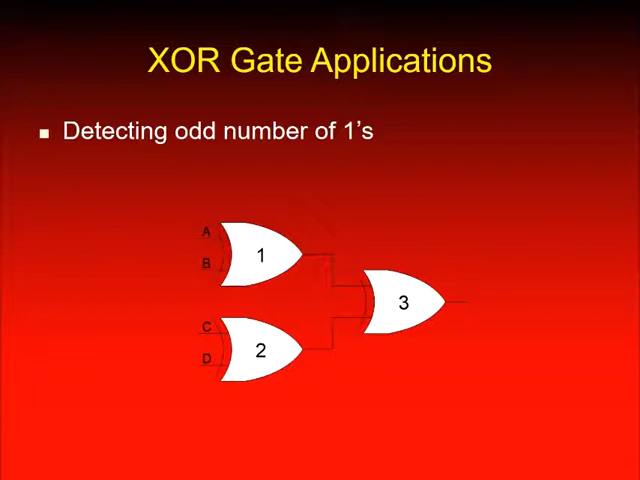 XOR Gate Applications
Detecting odd number of 1’s
A
1
B
3
C
2
D